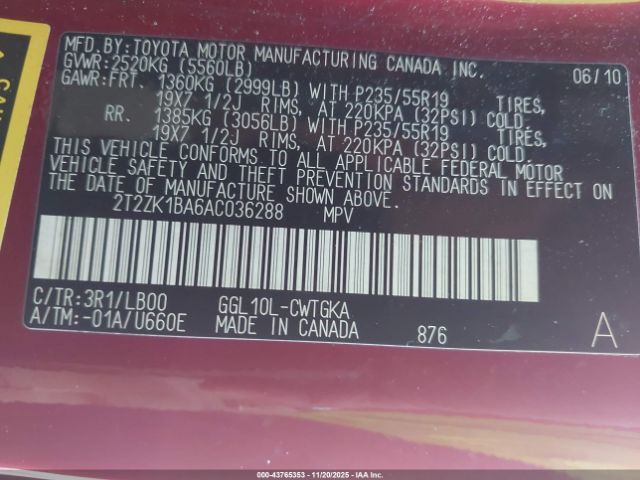 MFD.BY:TOYOTA MOTOR MANUFACTURING CANADA INC.
GVWR:2520KG (5560LB) 06/10
GAWR:FRT. 1360KG (2999LB) WITH P235/55R19 TIRES,
19X7 1/2J RIMS, AT 220KPA (32PSI) COLD.
RR. 1385KG (3056LB) WITH P235/55R19 TIRES,
19X7 1/2J RIMS, AT 220KPA (32PSI) COLD.
THIS VEHICLE CONFORMS TO ALL APPLICABLE FEDERAL MOTOR
VEHICLE SAFETY AND THEFT PREVENTION STANDARDS IN EFFECT ON
THE DATE OF MANUFACTURE SHOWN ABOVE.
2T2ZK1BA6AC036288 MPV
C/TR:3R1/LB00 GGL10L-CWTGKA
A/TM:-01A/U660E MADE IN CANADA 876 A
000-43765353 - 11/20/2025 - IAAI.COM